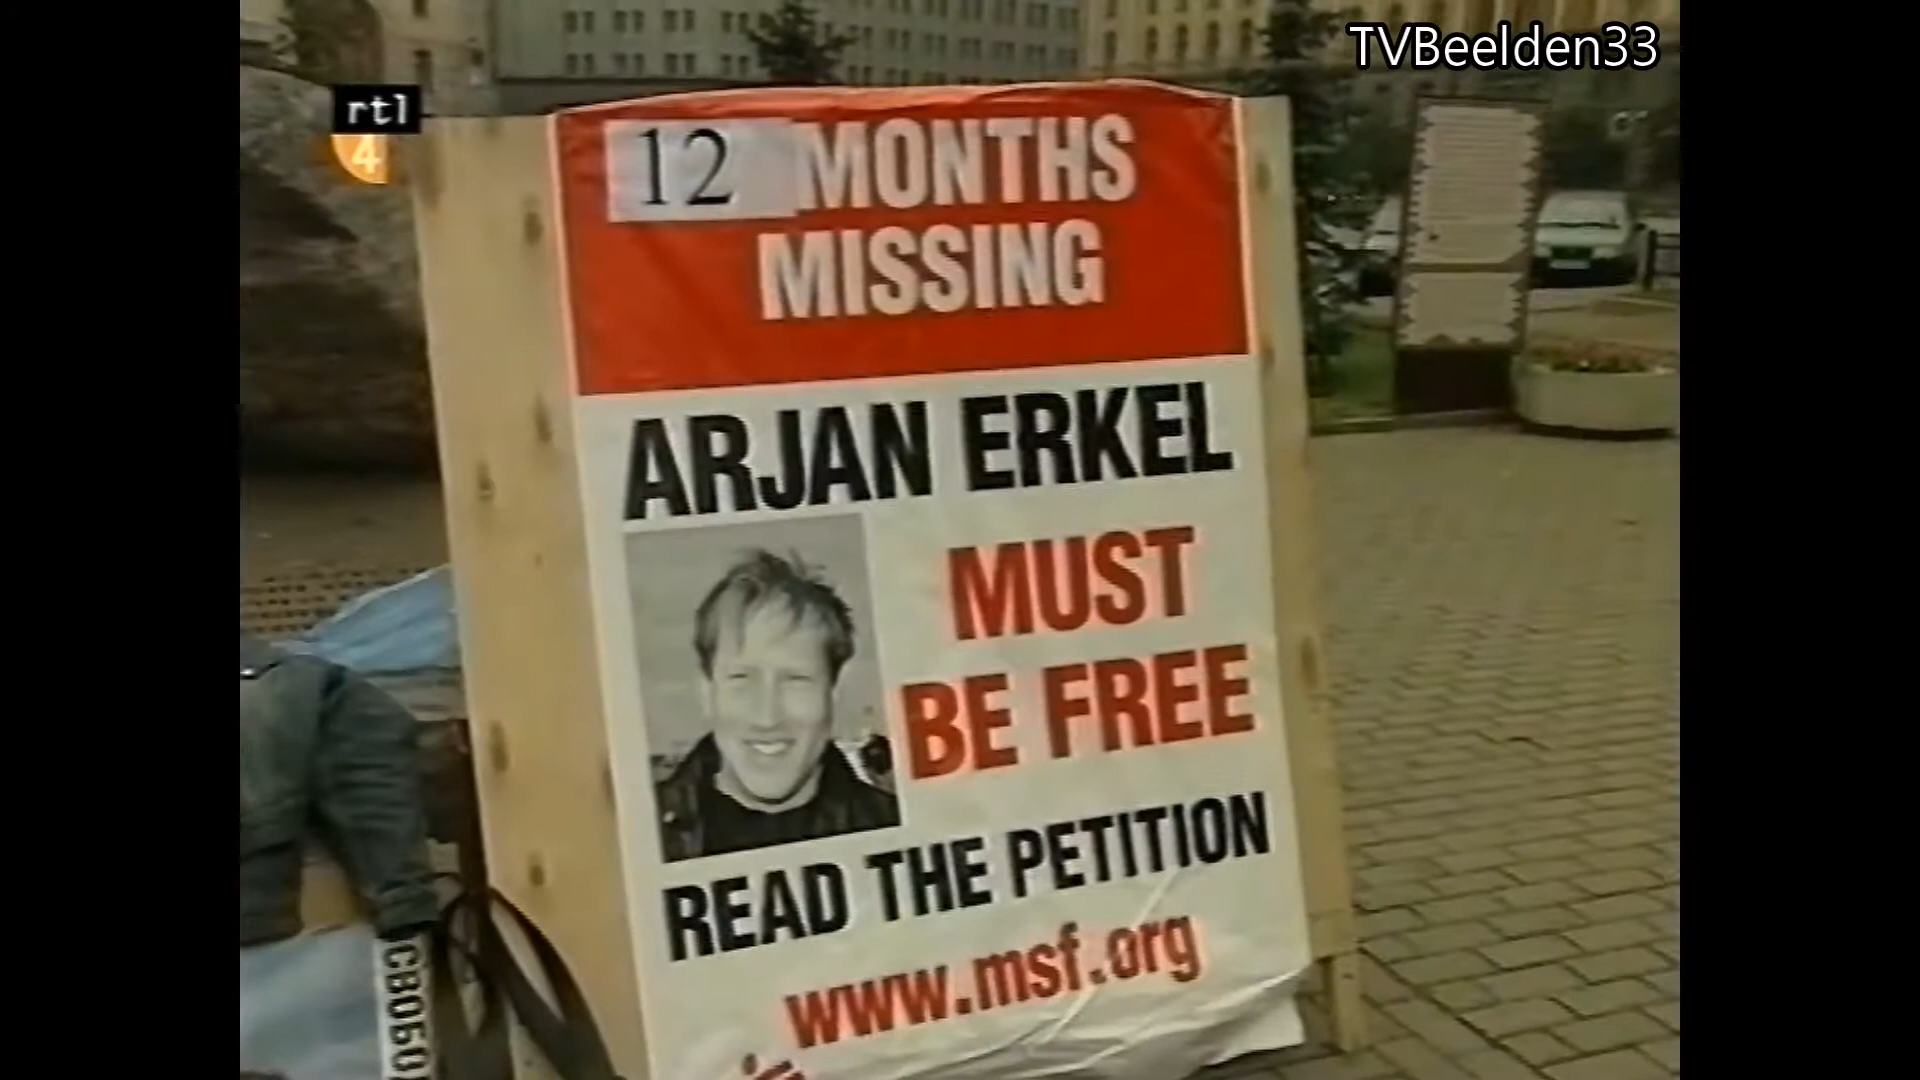 TVBeelden33
rtl
4
12 MONTHS
MISSING
ARJAN ERKEL
MUST
BE FREE
READ THE PETITION
www.msf.org